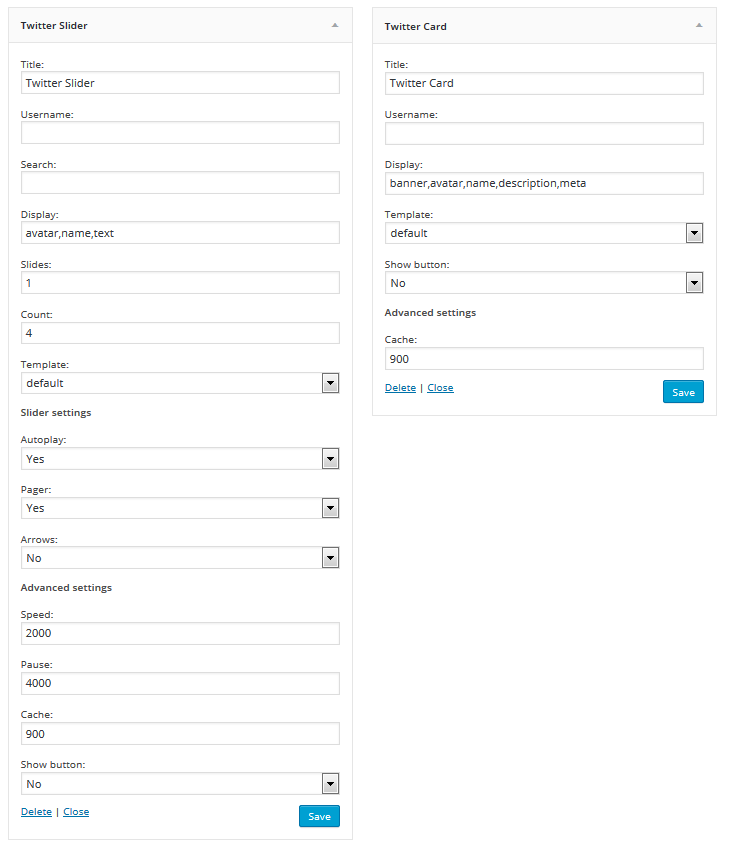 Twitter Slider
Title:
Twitter Slider
Username:
Search:
Display:
avatar,name,text
Slides:
1
Count:
4
Template:
default
Slider settings
Autoplay:
Yes
Pager:
Yes
Arrows:
No
Advanced settings
Speed:
2000
Pause:
4000
Cache:
900
Show button:
No
Delete | Close
Save
Twitter Card
Title:
Twitter Card
Username:
Display:
banner,avatar,name,description,meta
Template:
default
Show button:
No
Advanced settings
Cache:
900
Delete | Close
Save